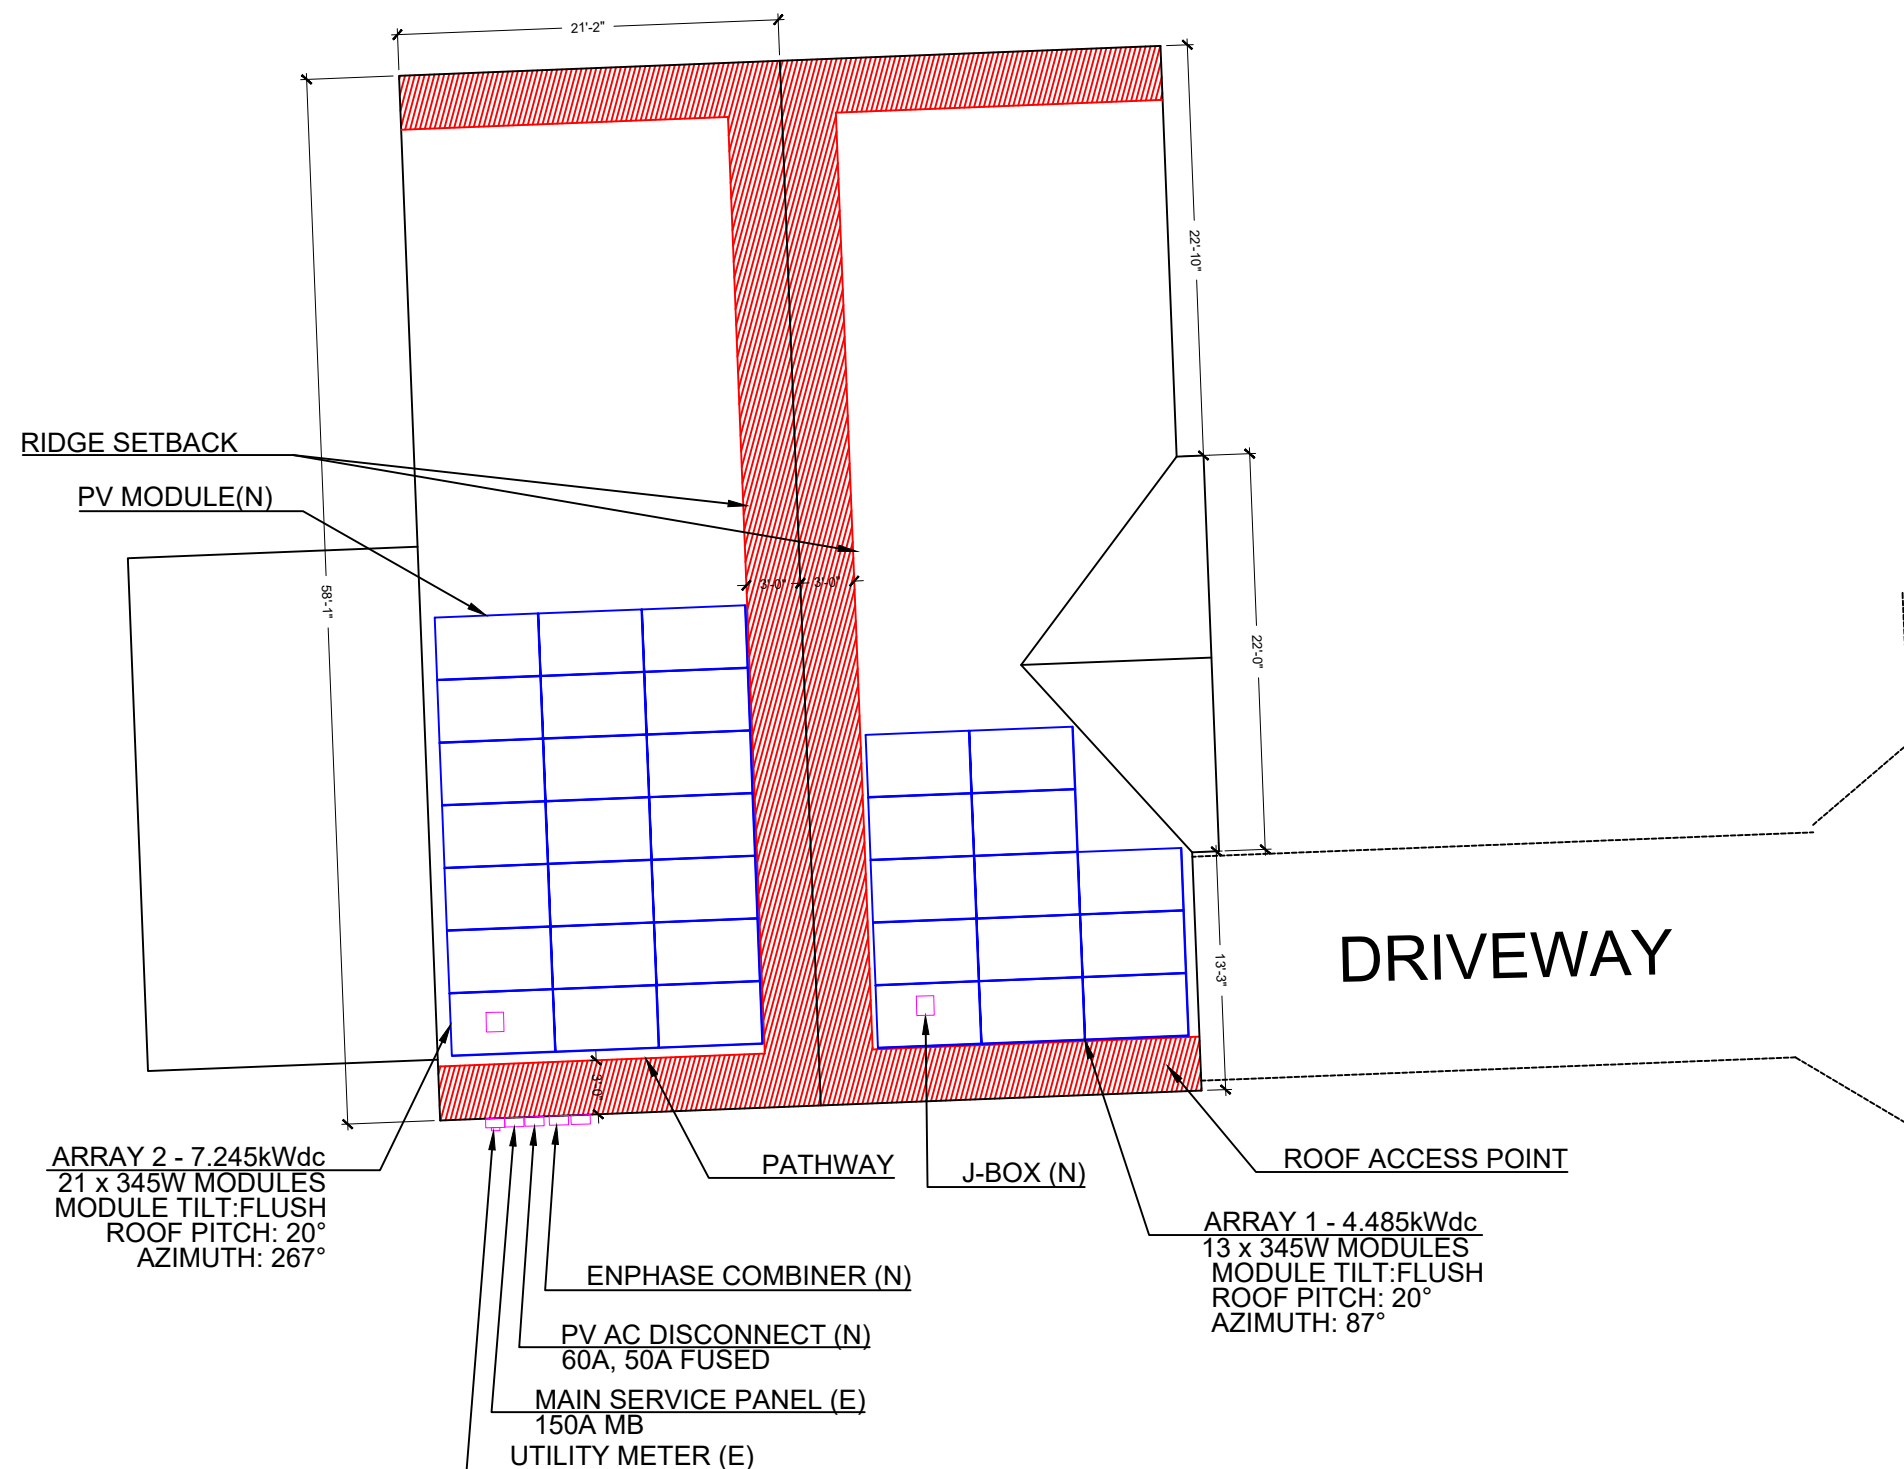 21'-2"
22'-10"
RIDGE SETBACK
PV MODULE(N)
58'-1"
3'-0"
3'-0"
22'-0"
DRIVEWAY
13'-3"
3'-0"
ARRAY 2 - 7.245kWdc
21 x 345W MODULES
MODULE TILT:FLUSH
ROOF PITCH: 20°
AZIMUTH: 267°
PATHWAY
J-BOX (N)
ROOF ACCESS POINT
ARRAY 1 - 4.485kWdc
13 x 345W MODULES
MODULE TILT:FLUSH
ROOF PITCH: 20°
AZIMUTH: 87°
ENPHASE COMBINER (N)
PV AC DISCONNECT (N)
60A, 50A FUSED
MAIN SERVICE PANEL (E)
150A MB
UTILITY METER (E)